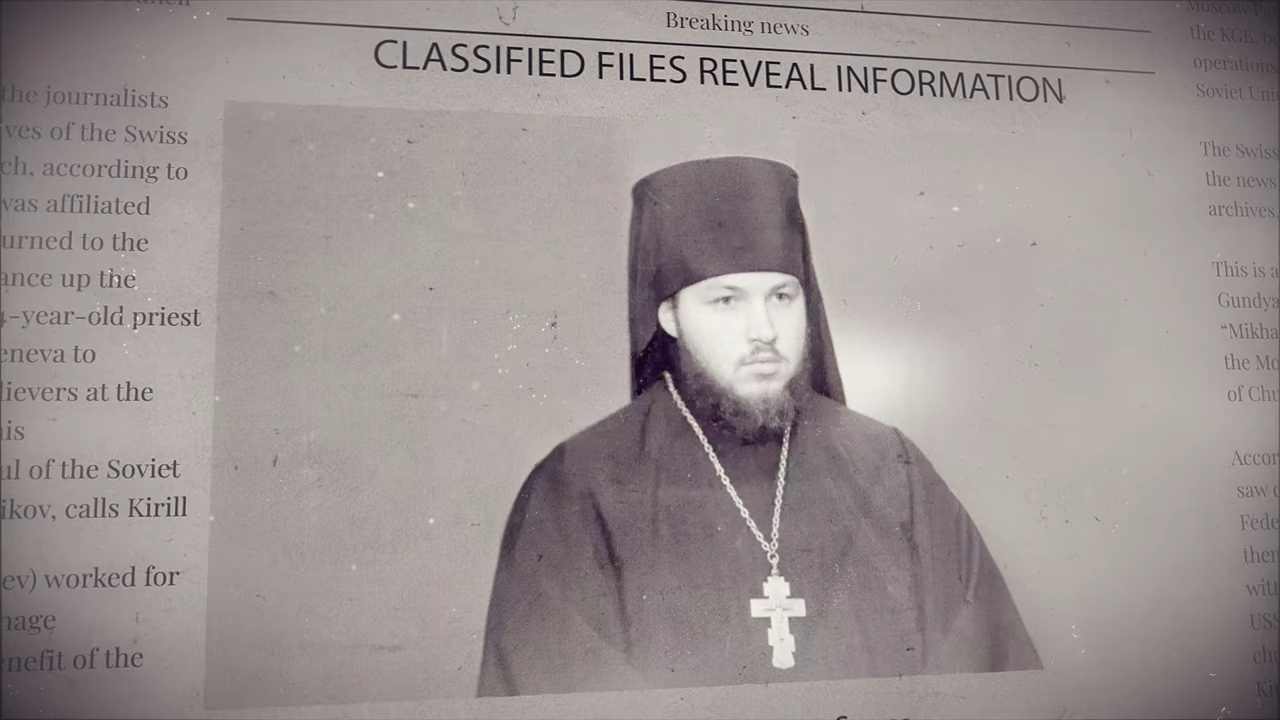 Breaking news
CLASSIFIED FILES REVEAL INFORMATION
the journalists
ves of the Swiss
ch, according to
was affiliated
urned to the
ance up the
-year-old priest
eneva to
lievers at the
is
ul of the Soviet
ikov, calls Kirill
ev) worked for
nage
nefit of the
Moscow
the KGB,
operations
Soviet Uni
The Swiss
the news
archives
This is a
Gundya
“Mikha
the Mo
of Chu
Accor
saw
Fede
then
with
USS
chu
Ki